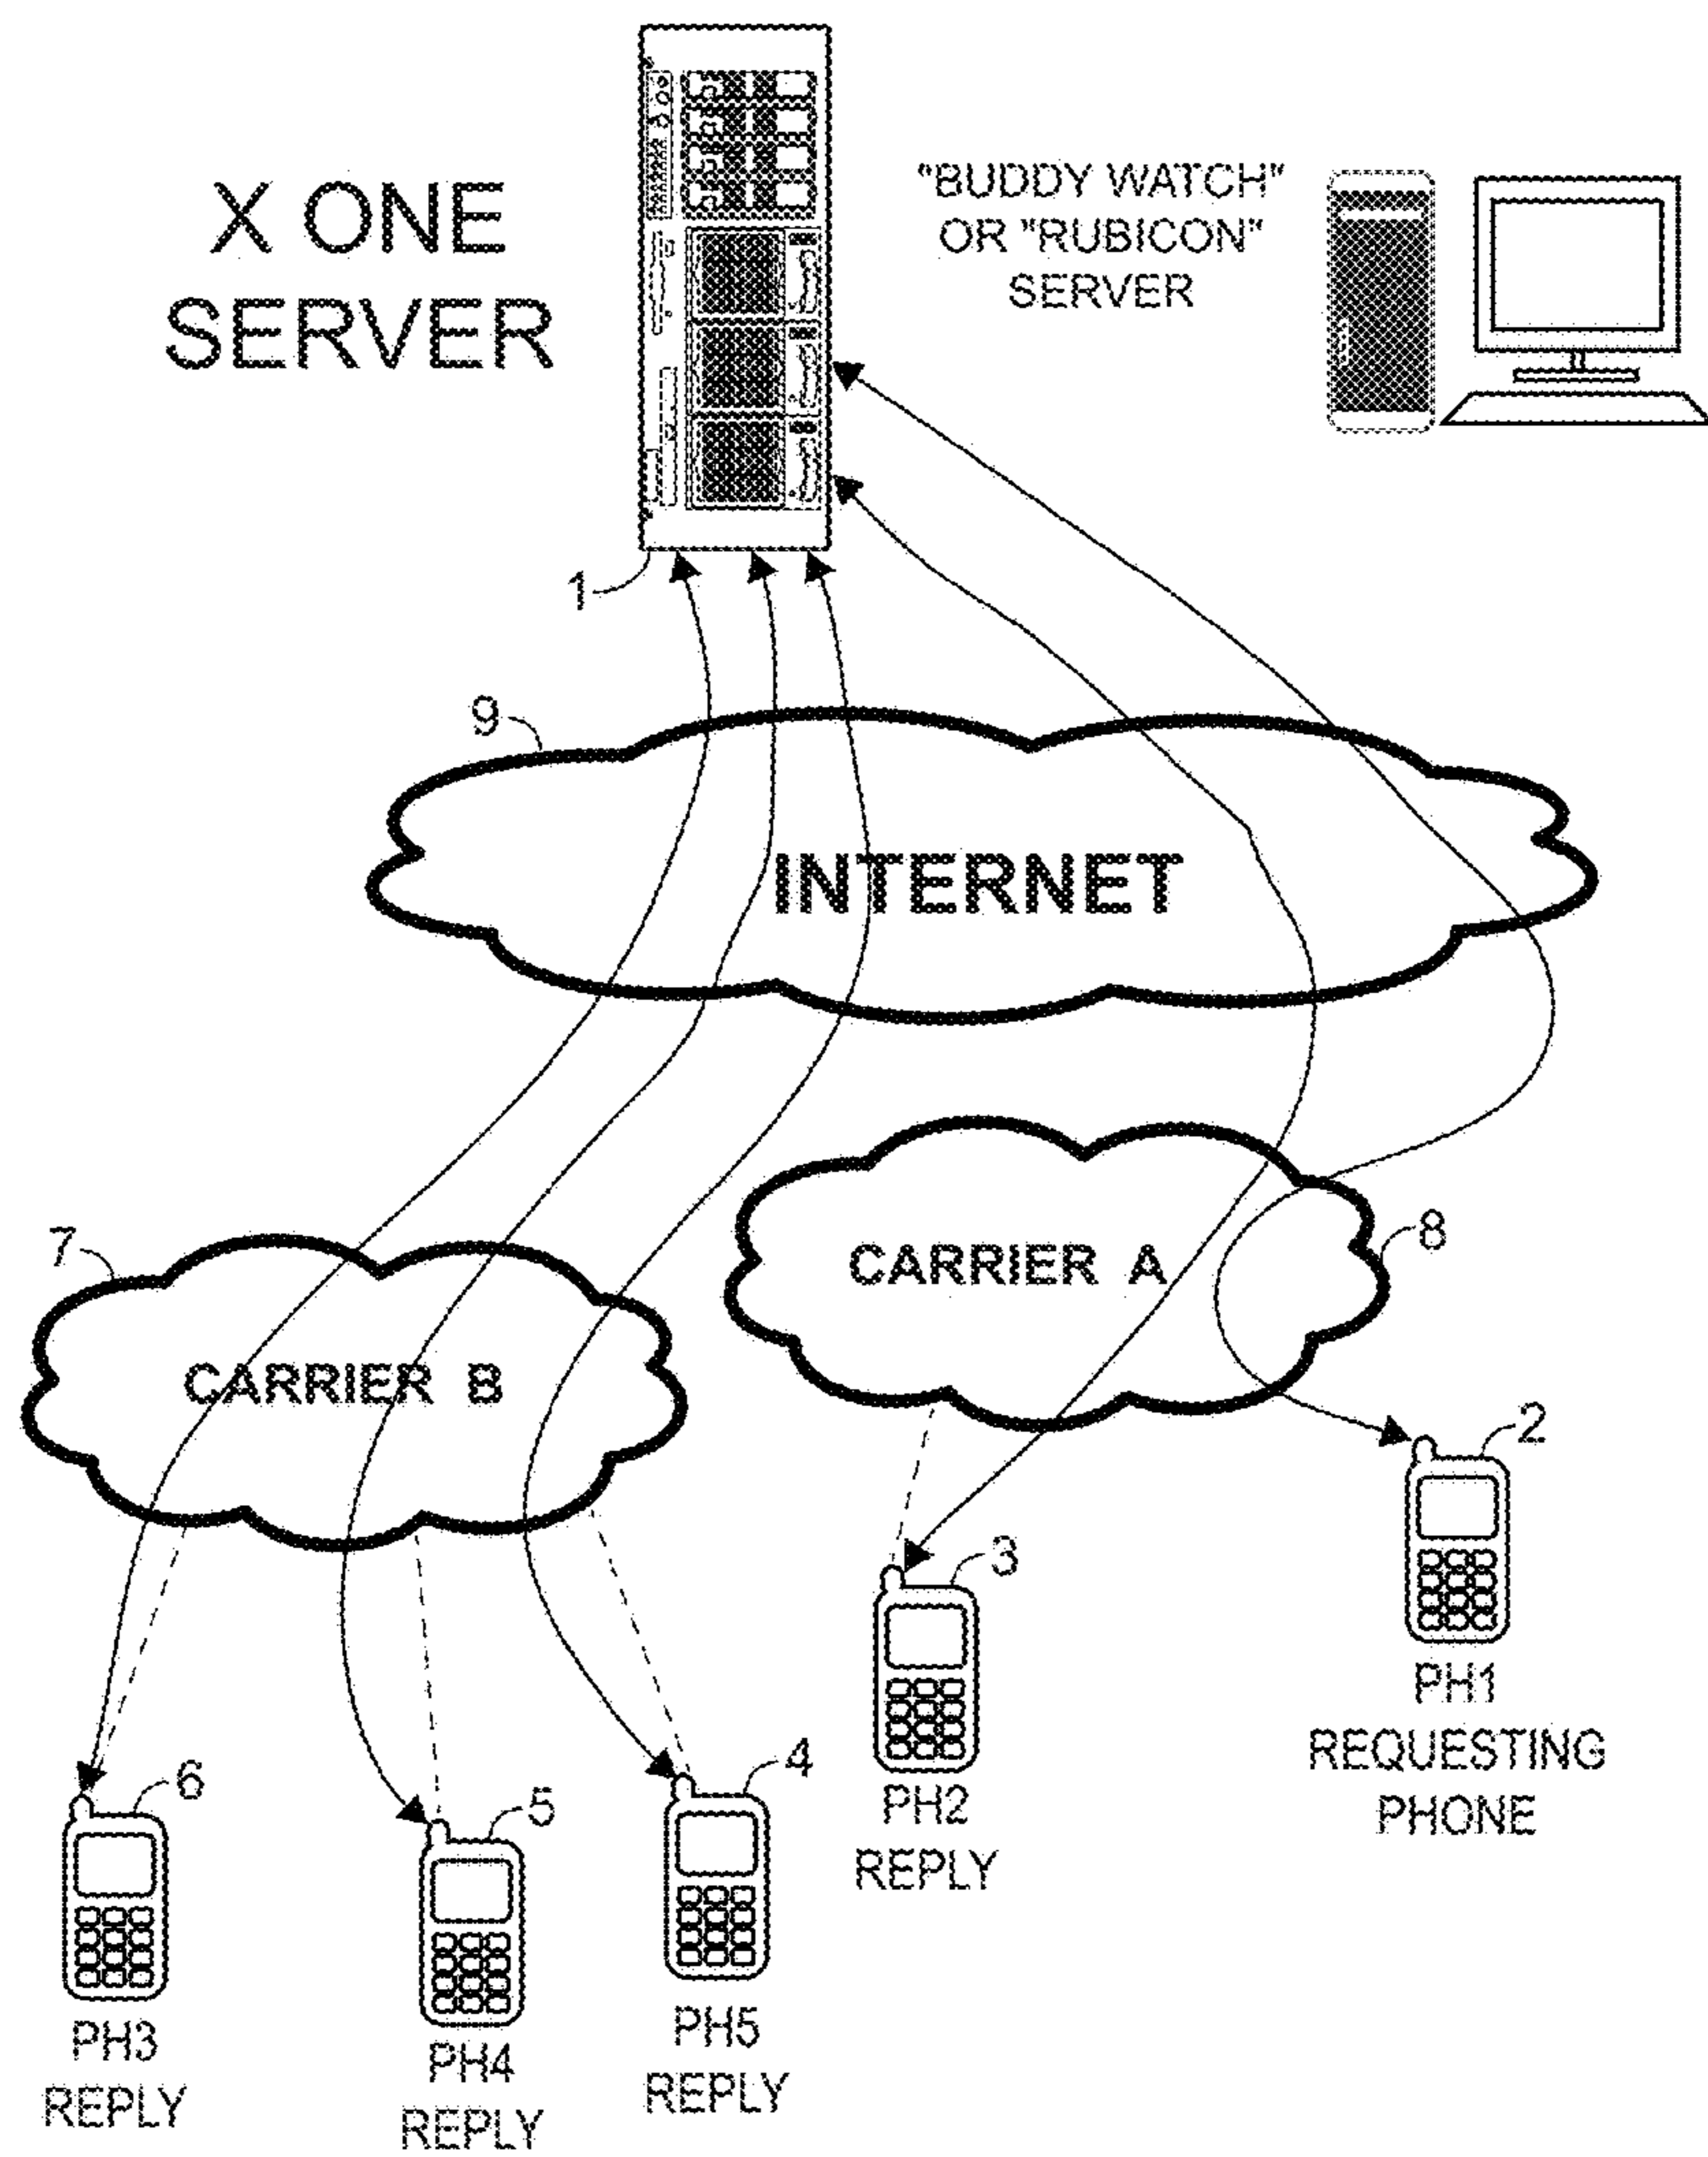 X ONE
SERVER
"BUDDY WATCH"
OR "RUBICON"
SERVER
1
9
INTERNET
7
CARRIER B
CARRIER A
8
2
3
PH1
REQUESTING
PHONE
6
5
4
PH2
REPLY
PH3
REPLY
PH4
REPLY
PH5
REPLY